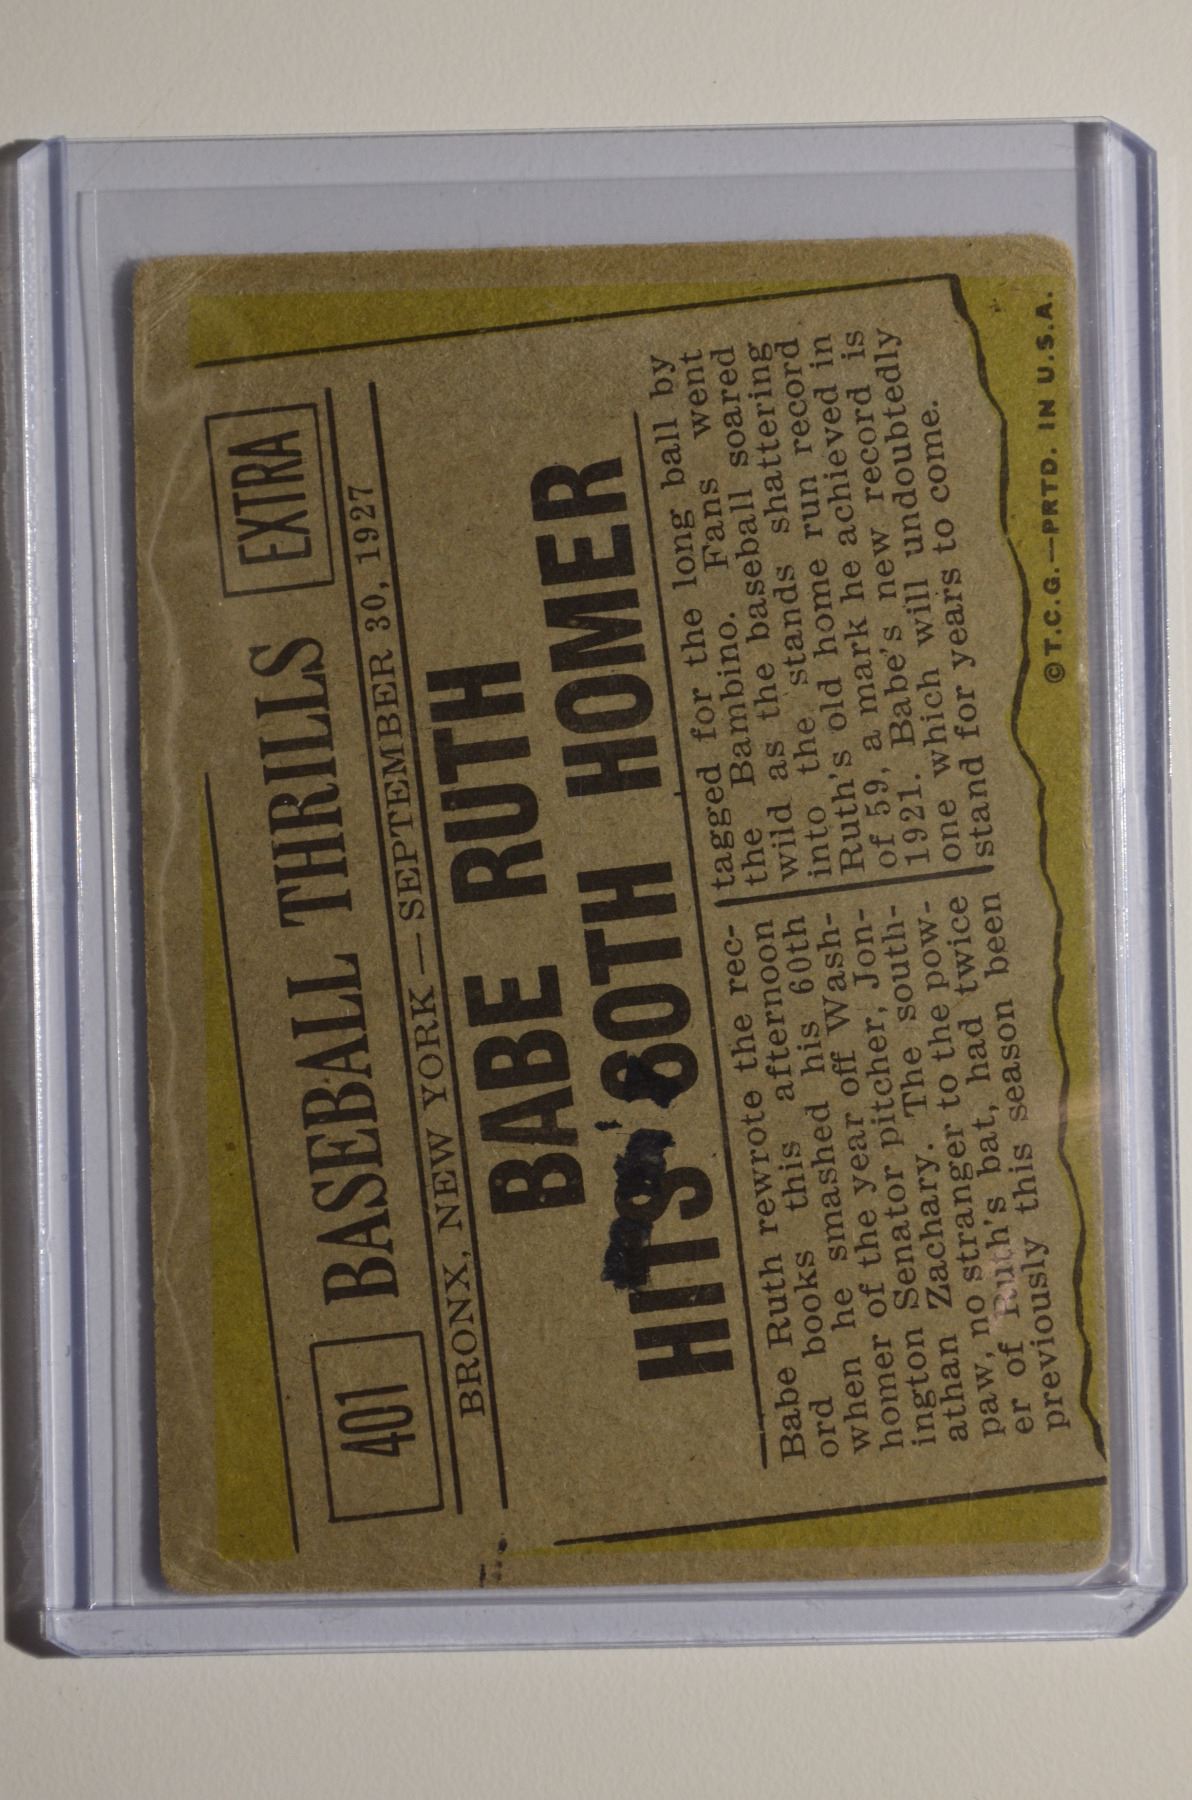 401 BASEBALL THRILLS EXTRA
BRONX, NEW YORK—SEPTEMBER 30, 1927
BABE RUTH
HITS 60TH HOMER
Babe Ruth rewrote the rec-
ord books this afternoon
when he smashed his 60th
homer of the year off Wash-
ington Senator pitcher, Jon-
athan Zachary. The south-
paw, no stranger to the pow-
er of Ruth's bat, had twice
previously this season been
tagged for the long ball by
the Bambino. Fans went
wild as the baseball soared
into the stands shattering
Ruth's old home run record
of 59, a mark he achieved in
1921. Babe's new record is
one which will undoubtedly
stand for years to come.
©T.C.G.—PRTD. IN U.S.A.